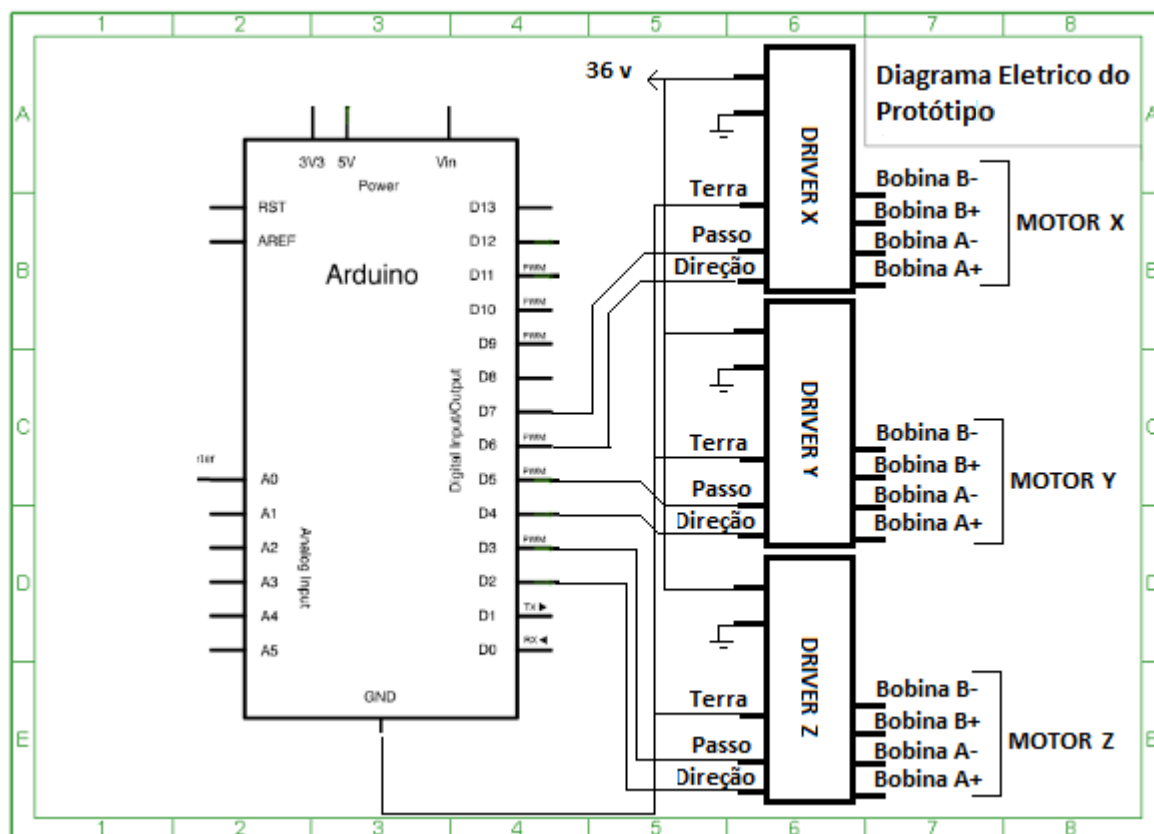 1 2 3 4 5 6 7 8
A
B
C
D
E
A
B
C
D
E
36 v
Diagrama Eletrico do
Protótipo
3V3 5V Vin
Power
RST
AREF
Arduino
D13
D12
D11 PWM
D10 PWM
D9 PWM
D8
D7
D6 PWM
D5 PWM
D4
D3 PWM
D2
D1 TX
D0 RX
Digital Input/Output
A0
A1
A2
A3
A4
A5
Analog Input
GND
DRIVER X
Terra
Passo
Direção
Bobina B-
Bobina B+
Bobina A-
Bobina A+
MOTOR X
DRIVER Y
Terra
Passo
Direção
Bobina B-
Bobina B+
Bobina A-
Bobina A+
MOTOR Y
DRIVER Z
Terra
Passo
Direção
Bobina B-
Bobina B+
Bobina A-
Bobina A+
MOTOR Z
1 2 3 4 5 6 7 8